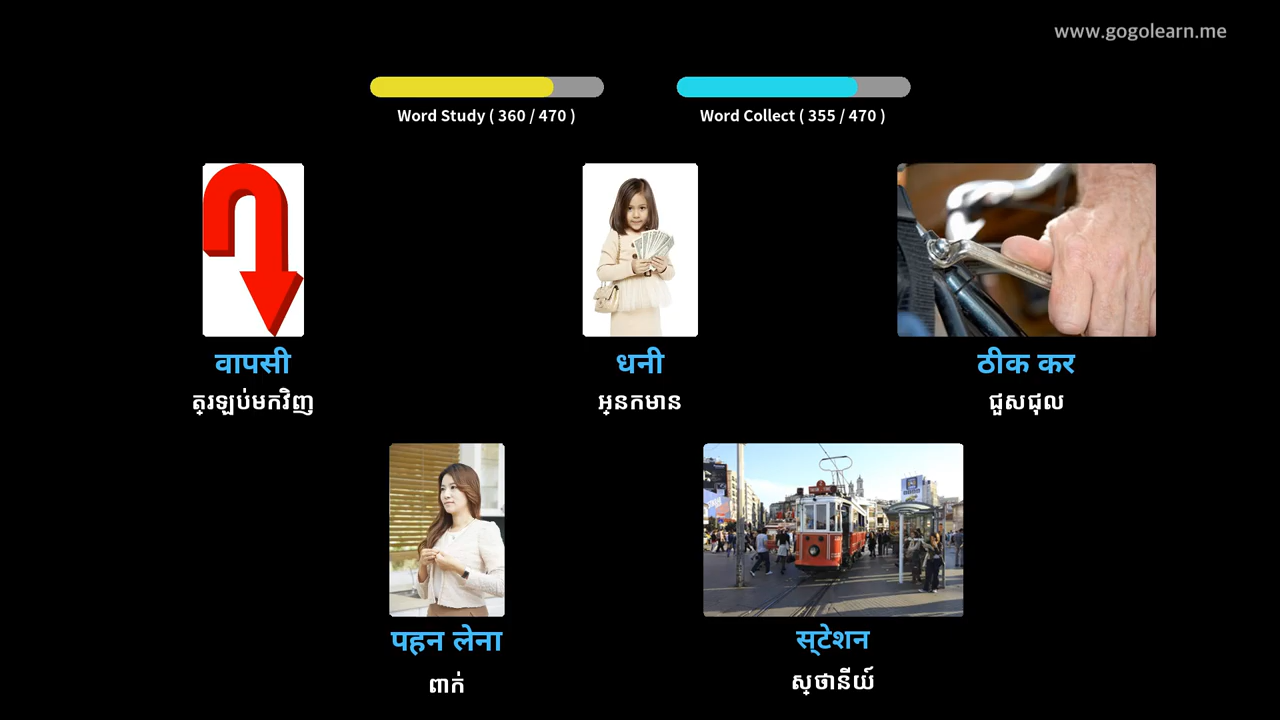 www.gogolearn.me
Word Study ( 360 / 470 )
Word Collect ( 355 / 470 )
वापसी
ត្រឡប់មកវិញ
धनी
អ្នកមាន
ठीक कर
ជួសជុល
पहन लेना
ពាក់
स्टेशन
ស្ថានីយ៍